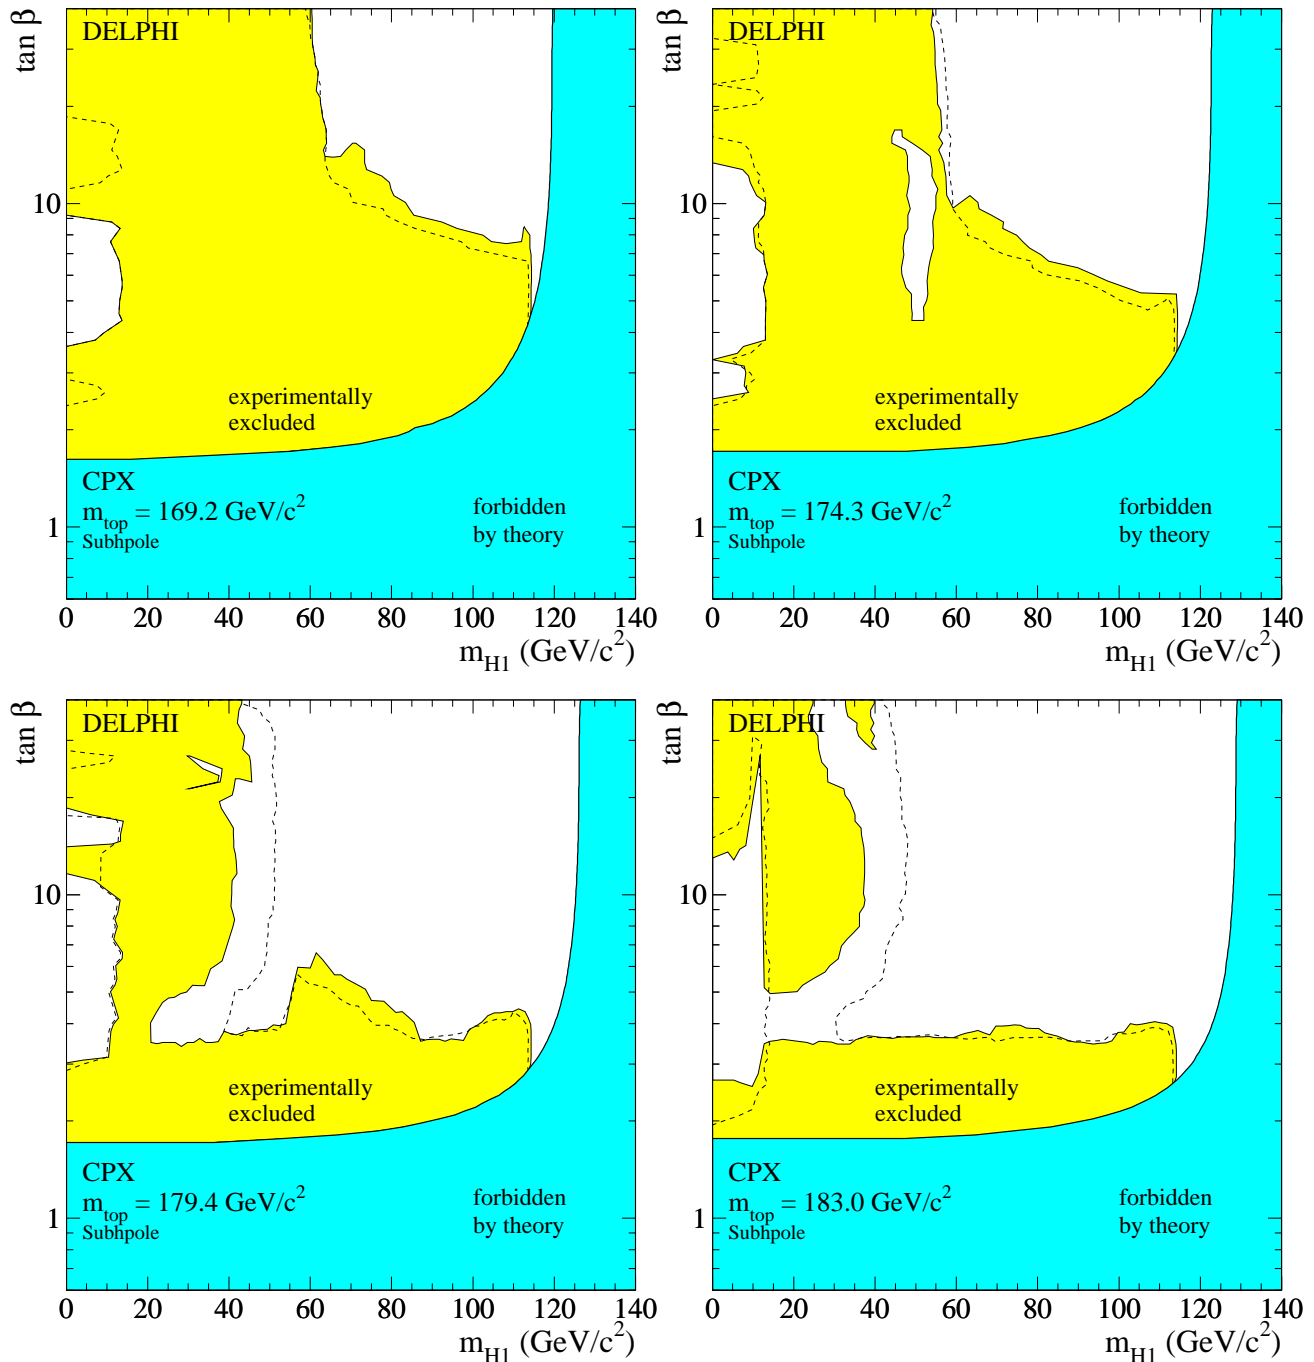 tan β
DELPHI
10
experimentally
excluded
CPX
m_top = 169.2 GeV/c²
Subhpole
forbidden
by theory
1
0 20 40 60 80 100 120 140
m_H1 (GeV/c²)
tan β
DELPHI
10
experimentally
excluded
CPX
m_top = 174.3 GeV/c²
Subhpole
forbidden
by theory
1
0 20 40 60 80 100 120 140
m_H1 (GeV/c²)
tan β
DELPHI
10
experimentally
excluded
CPX
m_top = 179.4 GeV/c²
Subhpole
forbidden
by theory
1
0 20 40 60 80 100 120 140
m_H1 (GeV/c²)
tan β
DELPHI
10
experimentally
excluded
CPX
m_top = 183.0 GeV/c²
Subhpole
forbidden
by theory
1
0 20 40 60 80 100 120 140
m_H1 (GeV/c²)